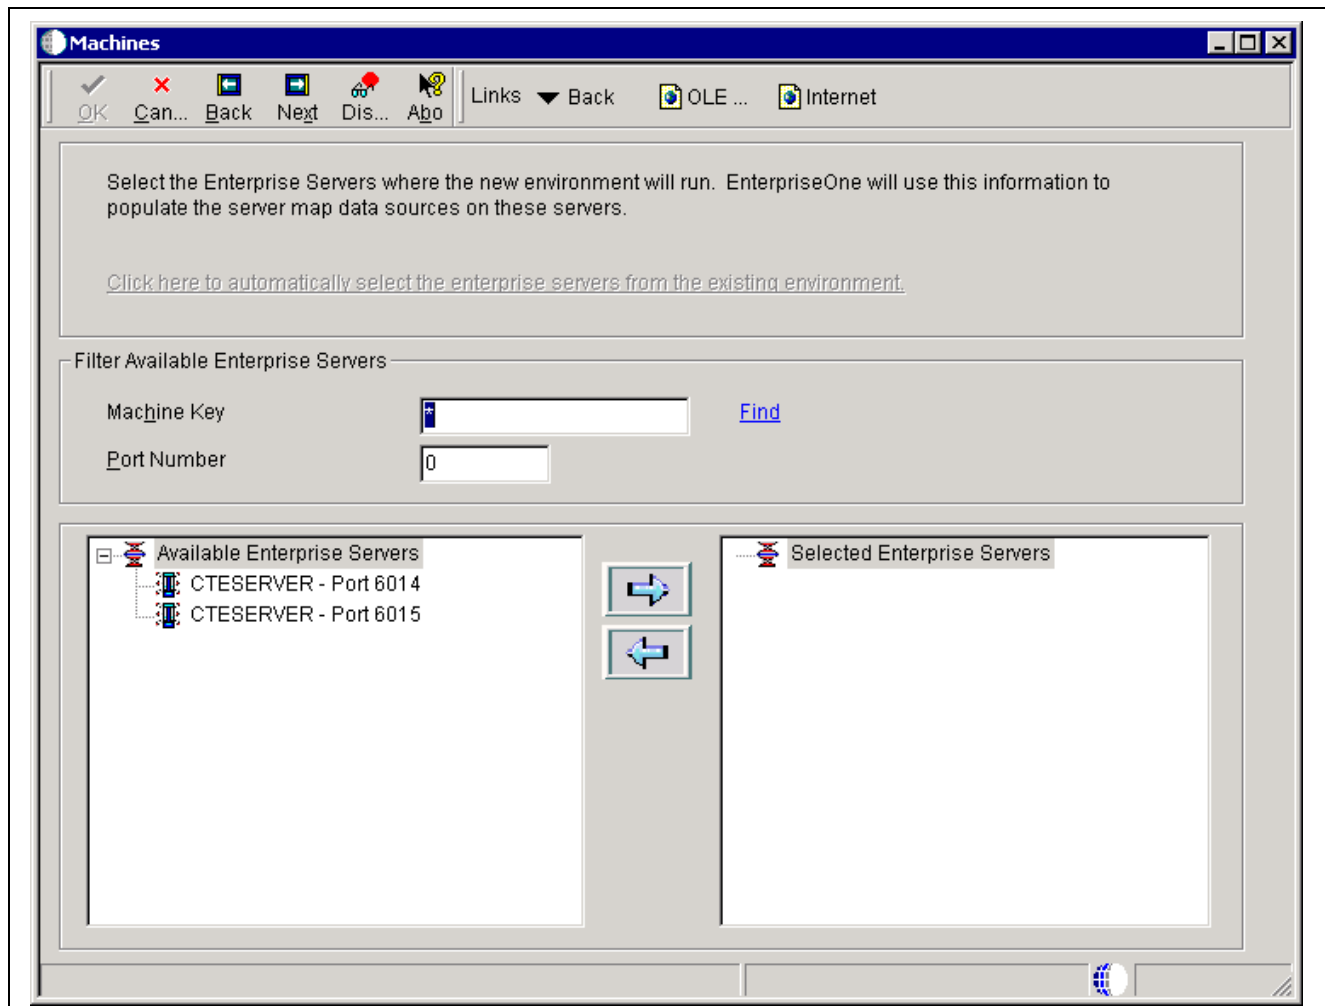 Machines
OK Can... Back Next Dis... Abo Links Back OLE ... Internet
Select the Enterprise Servers where the new environment will run.  EnterpriseOne will use this information to
populate the server map data sources on these servers.
Click here to automatically select the enterprise servers from the existing environment.
Filter Available Enterprise Servers
Machine Key * Find
Port Number 0
Available Enterprise Servers
CTESERVER - Port 6014
CTESERVER - Port 6015
Selected Enterprise Servers